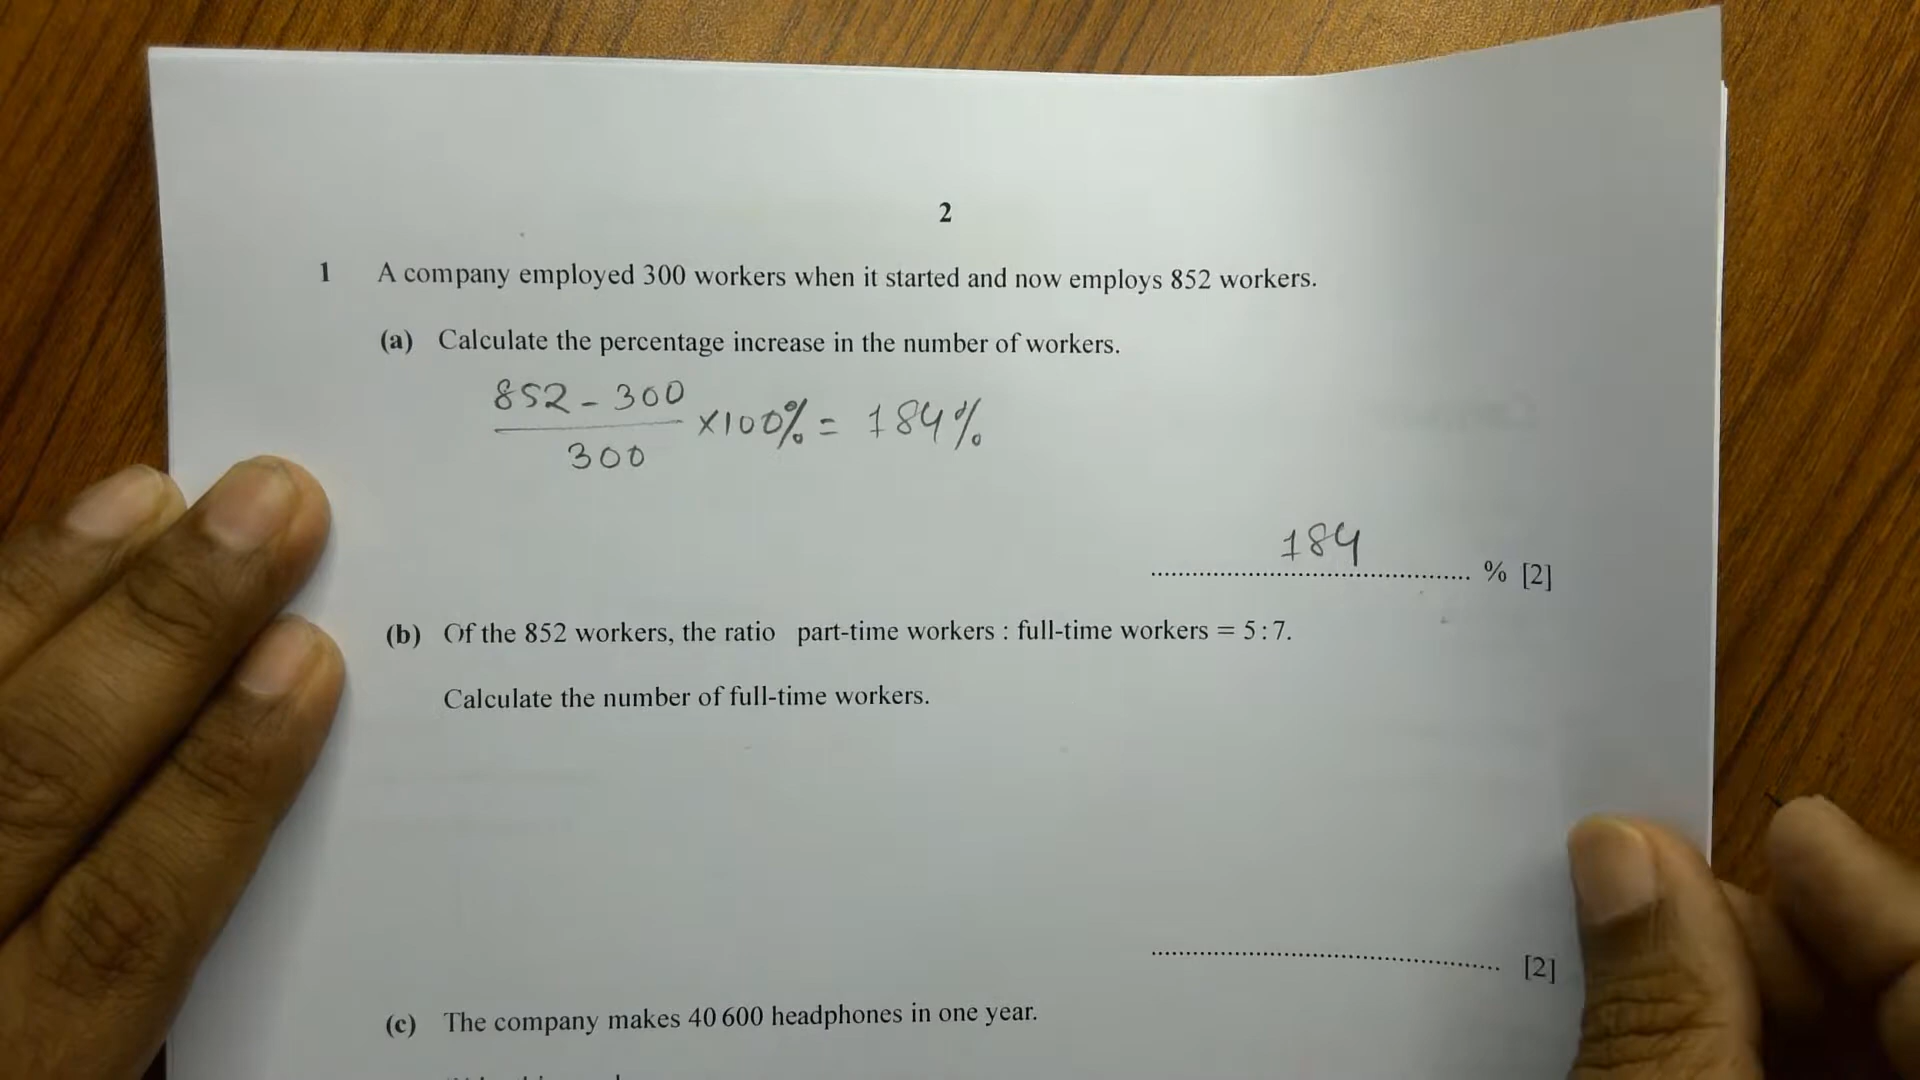 2
1 A company employed 300 workers when it started and now employs 852 workers.
(a) Calculate the percentage increase in the number of workers.
852 - 300
300
×100% = 184%
184
% [2]
(b) Of the 852 workers, the ratio part-time workers : full-time workers = 5 : 7.
Calculate the number of full-time workers.
[2]
(c) The company makes 40 600 headphones in one year.